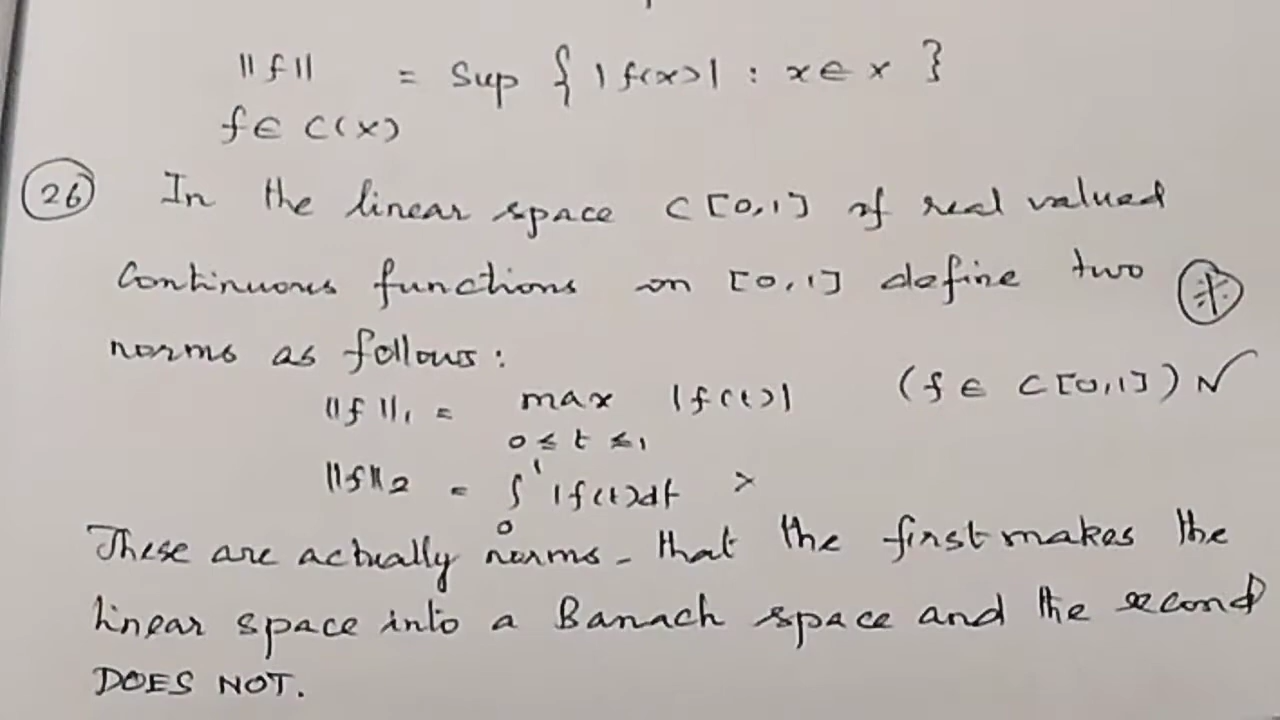 ||f|| = Sup { |f(x)| : x ∈ x }
f ∈ C(X)
26 In the linear space C[0,1] of real valued
Continuous functions on [0,1] define two
norms as follows:
||f||₁ = max |f(t)| (f ∈ C[0,1]) ✓
0 ≤ t ≤ 1
||f||₂ = ∫₀¹ |f(t)dt
These are actually norms - that the first makes the
linear space into a Banach space and the second
DOES NOT.